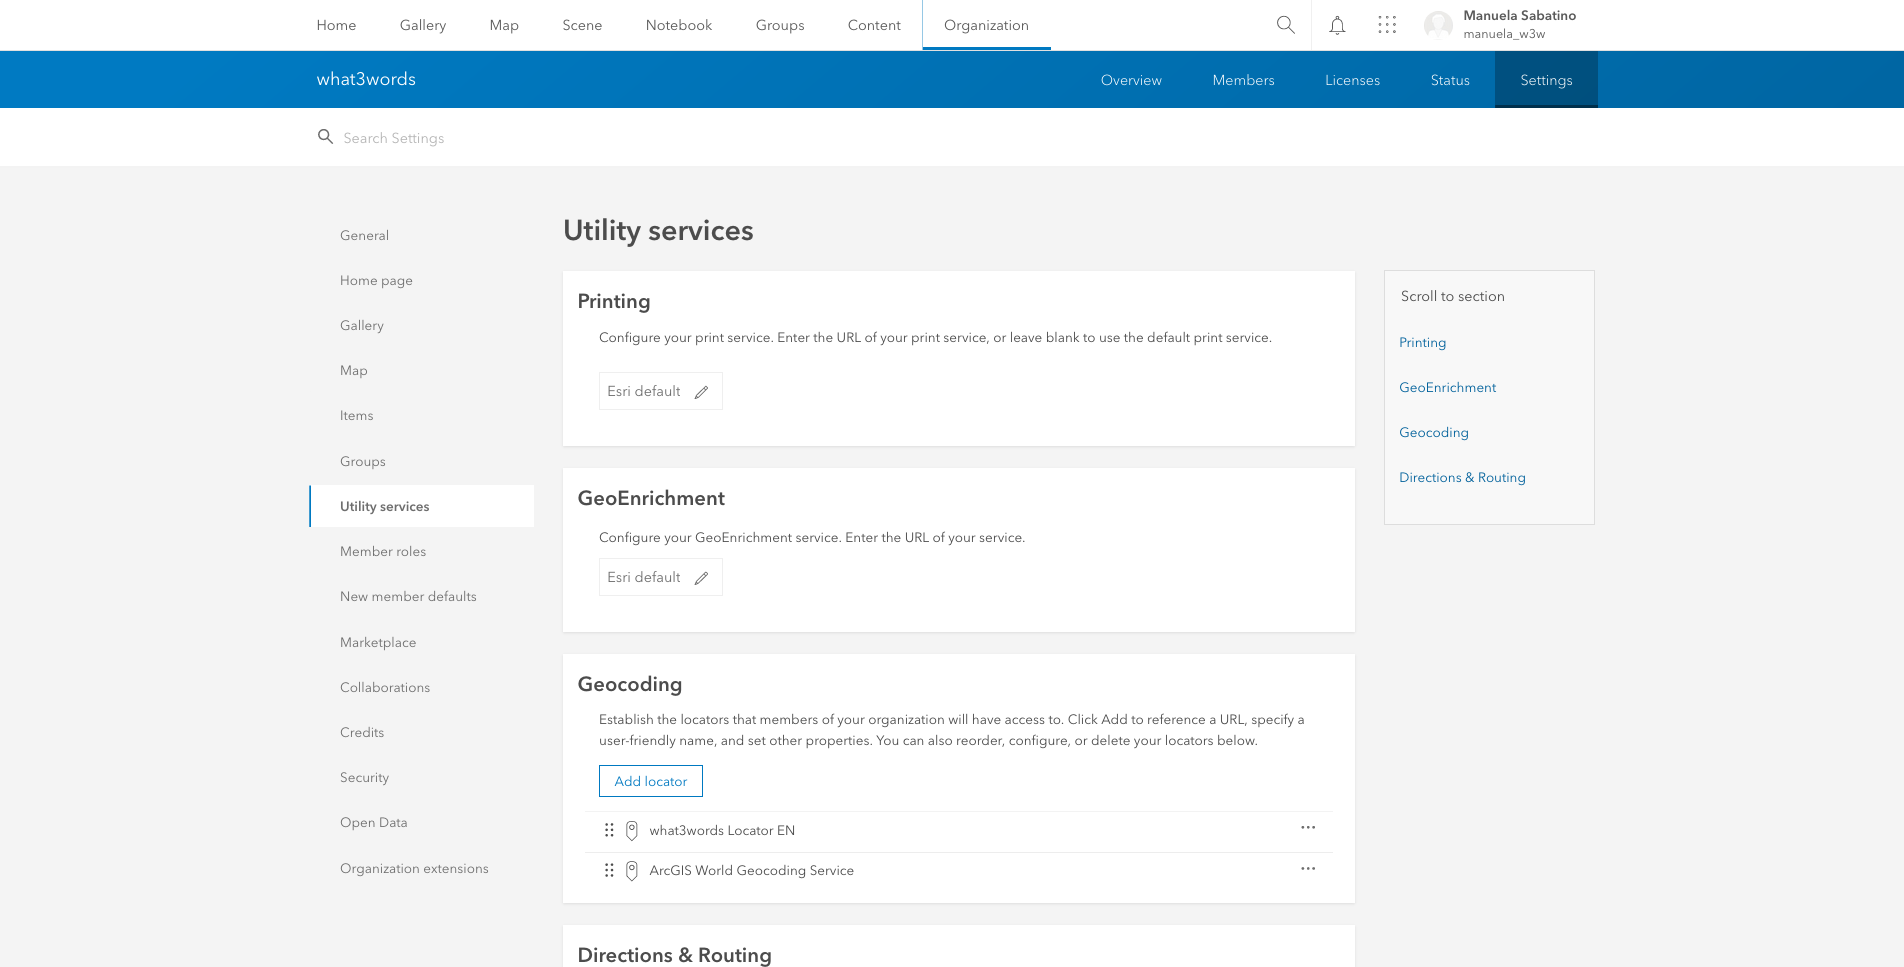 Home Gallery Map Scene Notebook Groups Content Organization
Manuela Sabatino
manuela_w3w
what3words
Overview Members Licenses Status Settings
Search Settings
General
Home page
Gallery
Map
Items
Groups
Utility services
Member roles
New member defaults
Marketplace
Collaborations
Credits
Security
Open Data
Organization extensions
Utility services
Printing
Configure your print service. Enter the URL of your print service, or leave blank to use the default print service.
Esri default
GeoEnrichment
Configure your GeoEnrichment service. Enter the URL of your service.
Esri default
Geocoding
Establish the locators that members of your organization will have access to. Click Add to reference a URL, specify a
user-friendly name, and set other properties. You can also reorder, configure, or delete your locators below.
Add locator
what3words Locator EN
ArcGIS World Geocoding Service
Directions & Routing
Scroll to section
Printing
GeoEnrichment
Geocoding
Directions & Routing